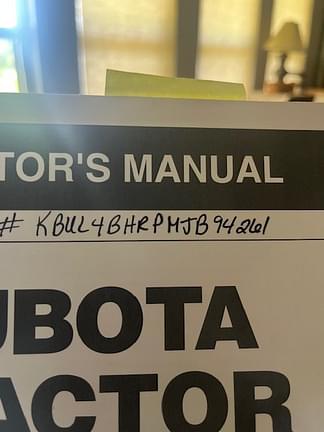 TOR'S MANUAL
# KBUL4BHRPMJB94261
UBOTA
ACTOR